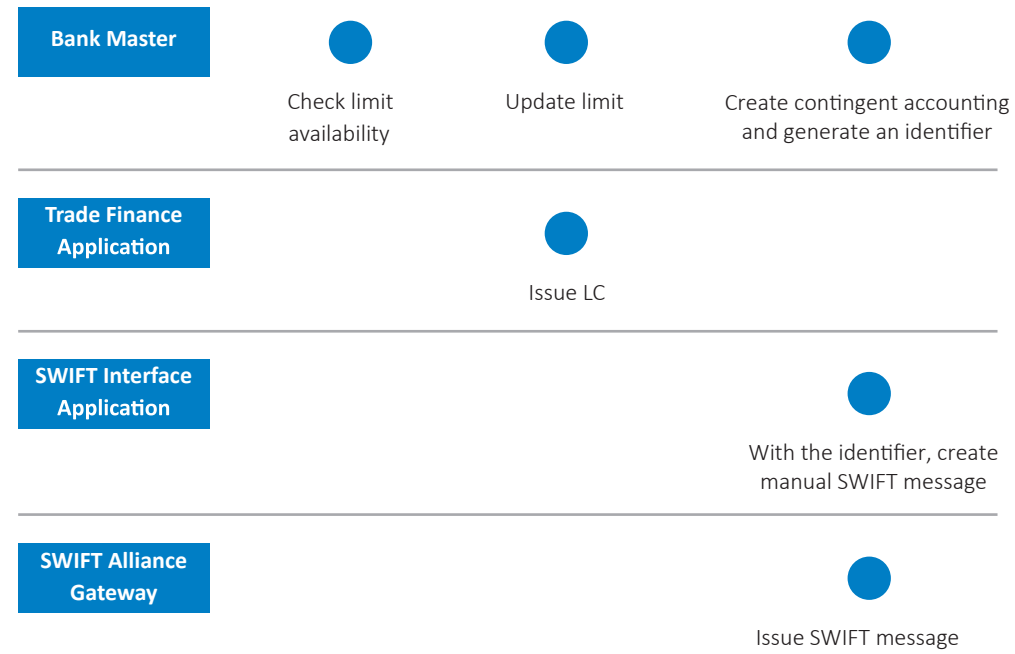 Bank Master
Check limit
availability
Update limit
Create contingent accounting
and generate an identifier
Trade Finance
Application
Issue LC
SWIFT Interface
Application
With the identifier, create
manual SWIFT message
SWIFT Alliance
Gateway
Issue SWIFT message